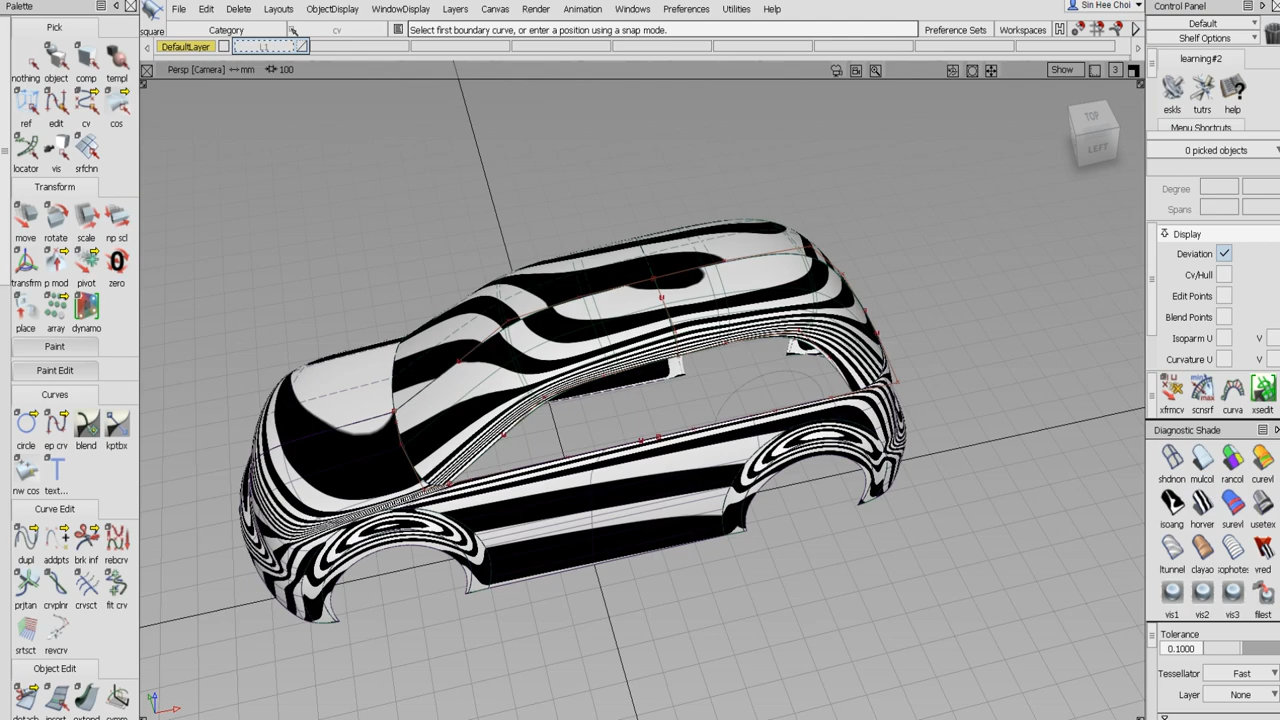 Palette
File Edit Delete Layouts ObjectDisplay WindowDisplay Layers Canvas Render Animation Windows Preferences Utilities Help
Sin Hee Choi
Control Panel
square
Category
cv
Select first boundary curve, or enter a position using a snap mode.
Preference Sets
Workspaces
Default
Shelf Options
DefaultLayer
L1
Persp [Camera] mm 100
Show
3
Pick
nothing object comp templ
ref edit cv cos
locator vis srfchn
Transform
move rotate scale np scl
transfrm p mod pivot zero
place array dynamo
Paint
Paint Edit
Curves
circle ep crv blend kptbx
nw cos text...
Curve Edit
dupl addpts brk inf rebcrv
prjtan crvplnr crvsct fit crv
srtsct revcrv
Object Edit
detach insert extend symm
TOP
LEFT
u
u
learning#2
eskls tutrs help
Menu Shortcuts
0 picked objects
Degree
Spans
Display
Deviation
Cv/Hull
Edit Points
Blend Points
Isoparm U V
Curvature U V
xfrmcv scnsrf curva xsedit
Diagnostic Shade
shdnon mulcol rancol curevl
isoang horver surevl usetex
ltunnel clayao vred
vis1 vis2 vis3 filest
Tolerance
0.1000
Tessellator Fast
Layer None